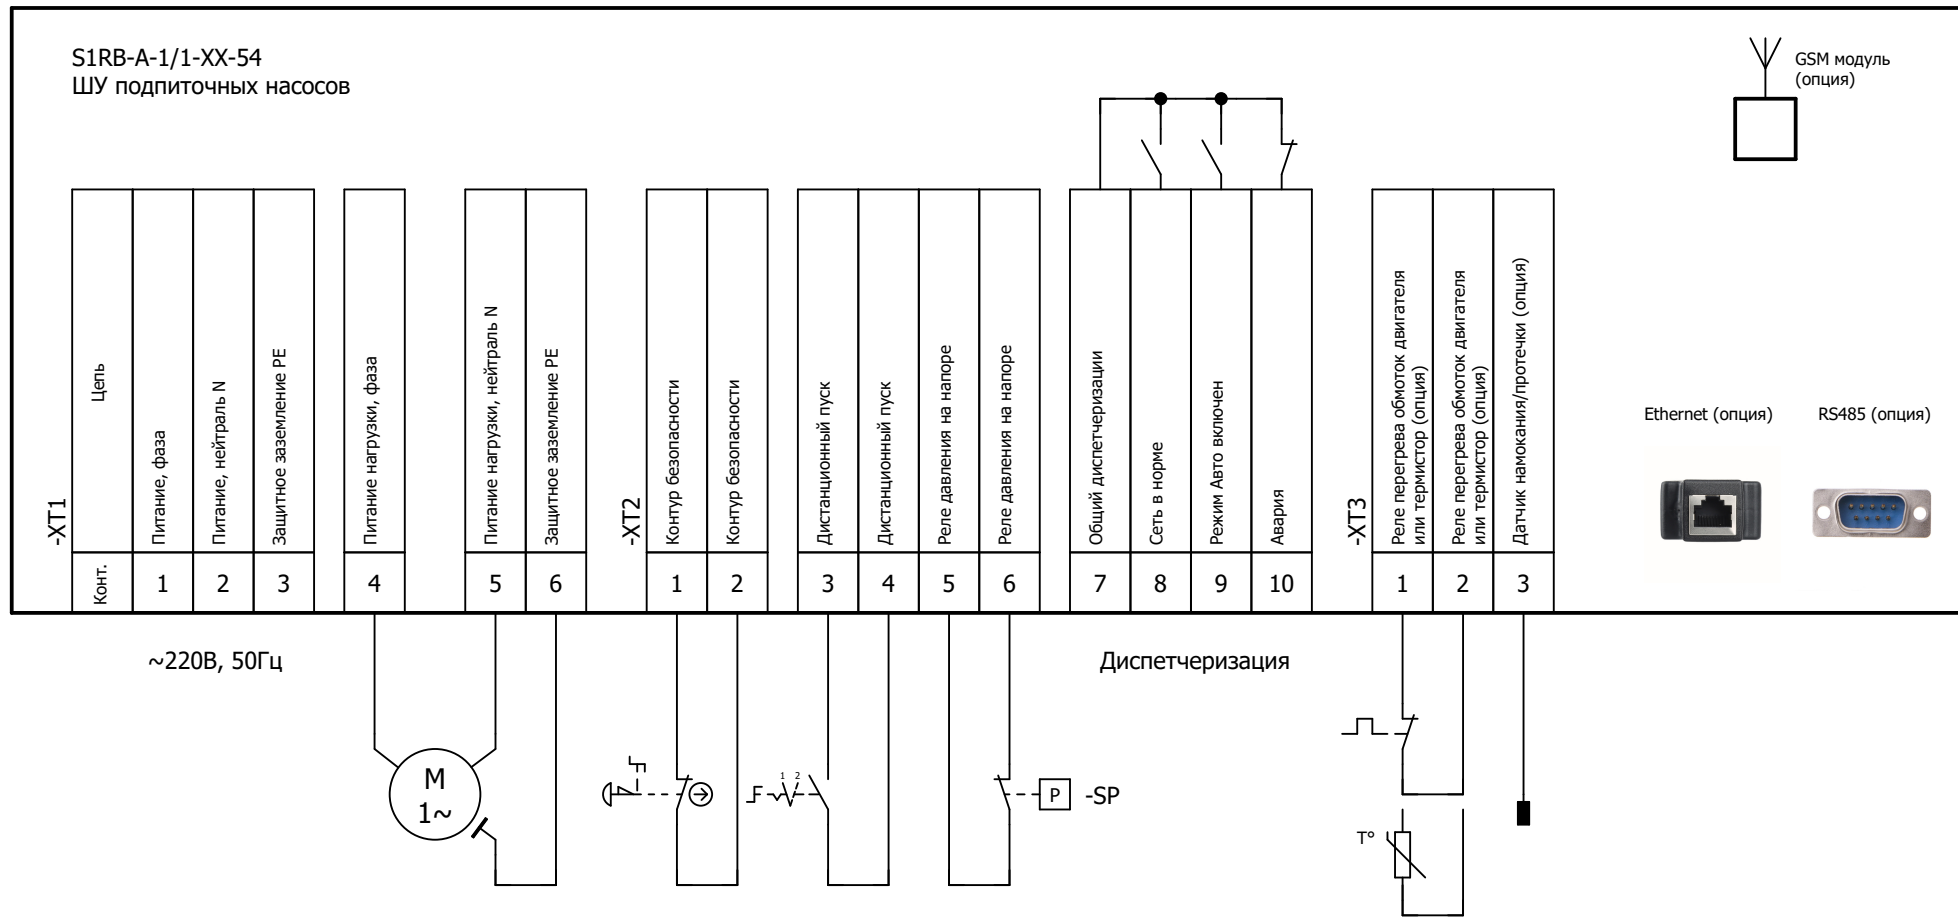 S1RB-A-1/1-XX-54
ШУ подпиточных насосов
GSM модуль
(опция)
-XT1
Цепь
Конт.
Питание, фаза
1
Питание, нейтраль N
2
Защитное заземление PE
3
Питание нагрузки, фаза
4
Питание нагрузки, нейтраль N
5
Защитное заземление PE
6
-XT2
Контур безопасности
1
Контур безопасности
2
Дистанционный пуск
3
Дистанционный пуск
4
Реле давления на напоре
5
Реле давления на напоре
6
Общий диспетчеризации
7
Сеть в норме
8
Режим Авто включен
9
Авария
10
-XT3
Реле перегрева обмоток двигателя
или термистор (опция)
1
Реле перегрева обмоток двигателя
или термистор (опция)
2
Датчик намокания/протечки (опция)
3
Ethernet (опция)
RS485 (опция)
~220В, 50Гц
Диспетчеризация
M
1~
1 2
P
-SP
T°